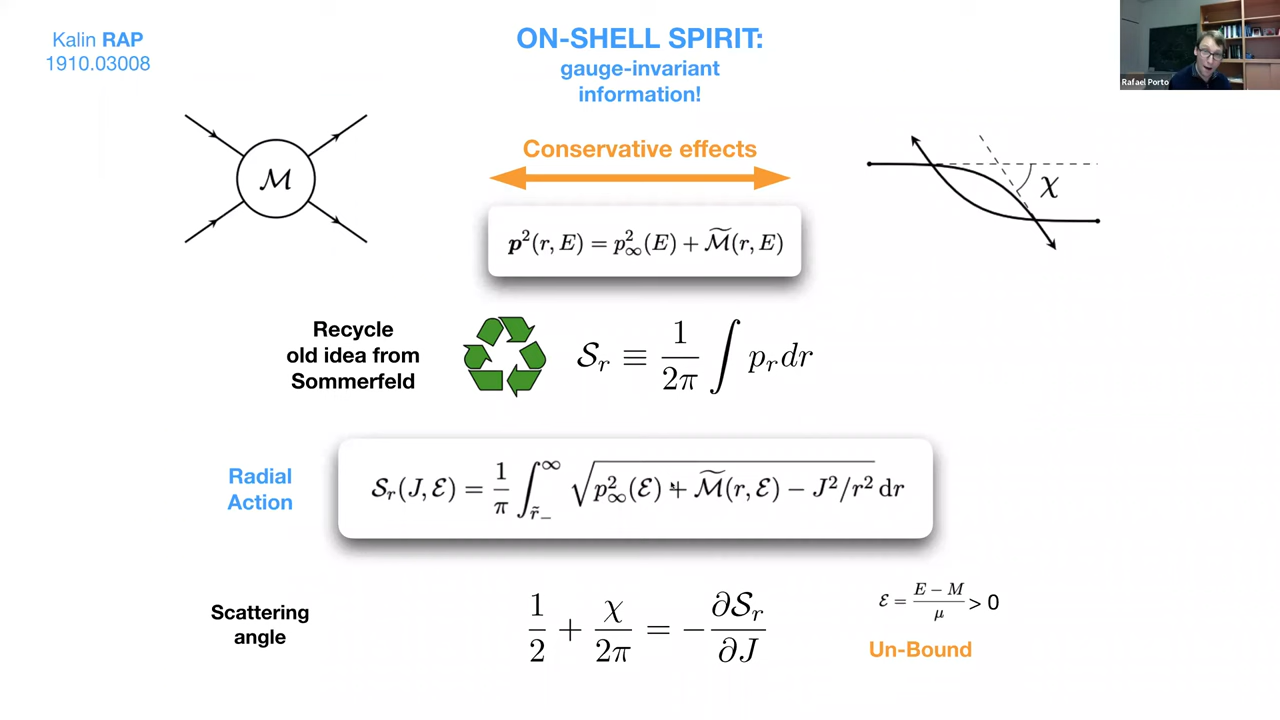 Kalin RAP
1910.03008
ON-SHELL SPIRIT:
gauge-invariant
information!
Rafael Porto
Conservative effects
ℳ
χ
𝒑²(r, E) = p²_∞(E) + ℳ̃(r, E)
Recycle
old idea from
Sommerfeld
𝒮_r ≡ 1/2π ∫ p_r dr
Radial
Action
𝒮_r(J, ℰ) = 1/π ∫_{r̃_−}^{∞} √(p²_∞(ℰ) + ℳ̃(r, ℰ) − J²/r²) dr
Scattering
angle
1/2 + χ/2π = −∂𝒮_r/∂J
ℰ = (E − M)/μ > 0
Un-Bound